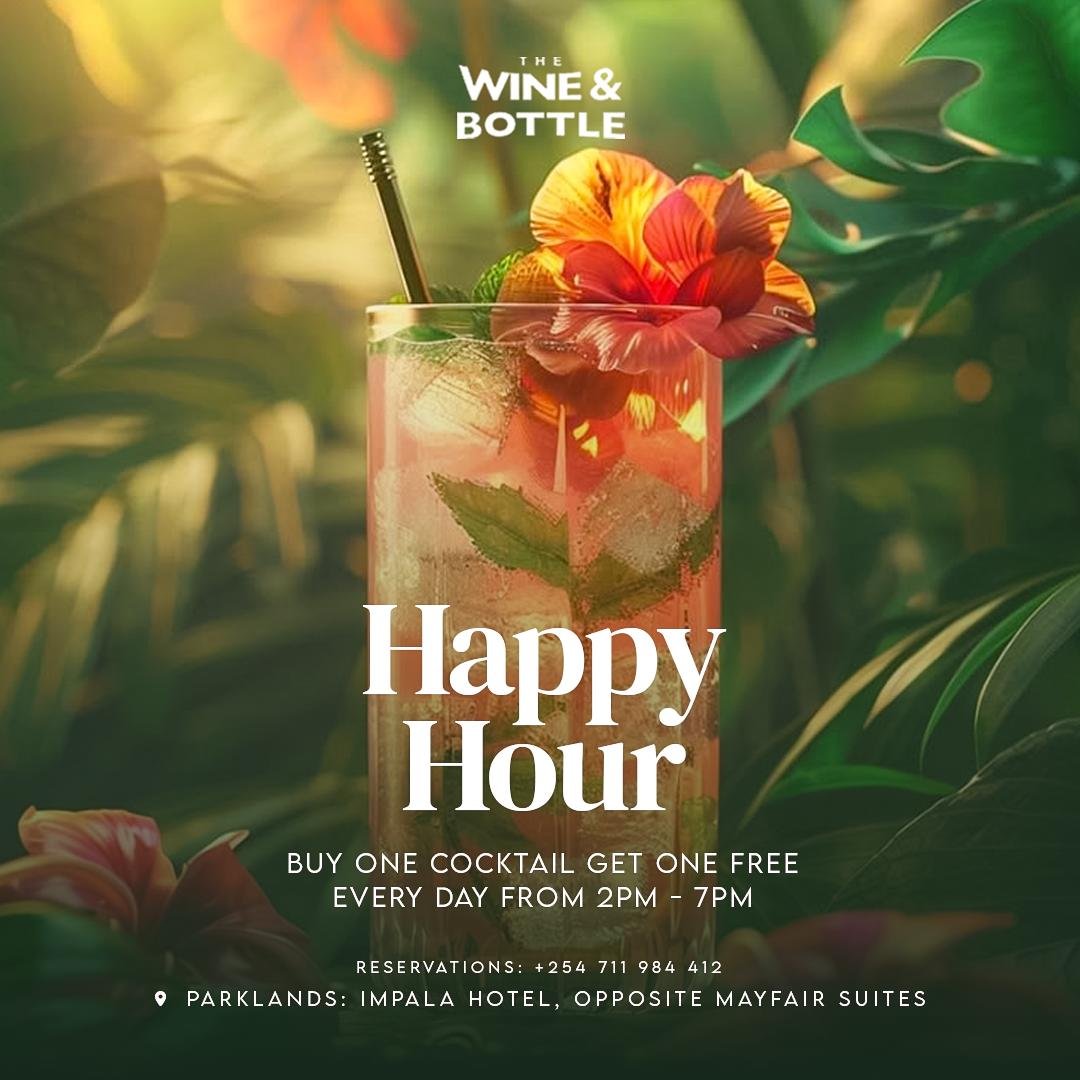 THE
WINE &
BOTTLE
Happy
Hour
BUY ONE COCKTAIL GET ONE FREE
EVERY DAY FROM 2PM - 7PM
RESERVATIONS: +254 711 984 412
PARKLANDS: IMPALA HOTEL, OPPOSITE MAYFAIR SUITES